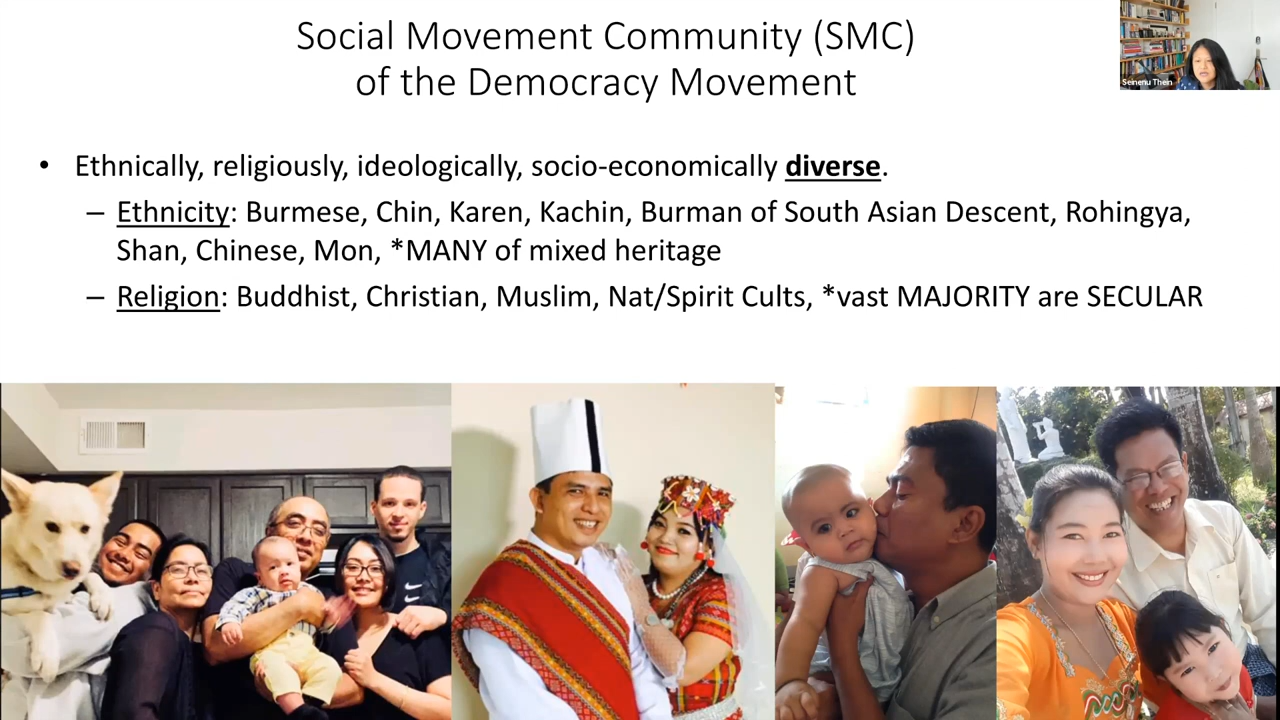 Social Movement Community (SMC)
of the Democracy Movement
Seinenu Thein
• Ethnically, religiously, ideologically, socio-economically diverse.
– Ethnicity: Burmese, Chin, Karen, Kachin, Burman of South Asian Descent, Rohingya,
Shan, Chinese, Mon, *MANY of mixed heritage
– Religion: Buddhist, Christian, Muslim, Nat/Spirit Cults, *vast MAJORITY are SECULAR